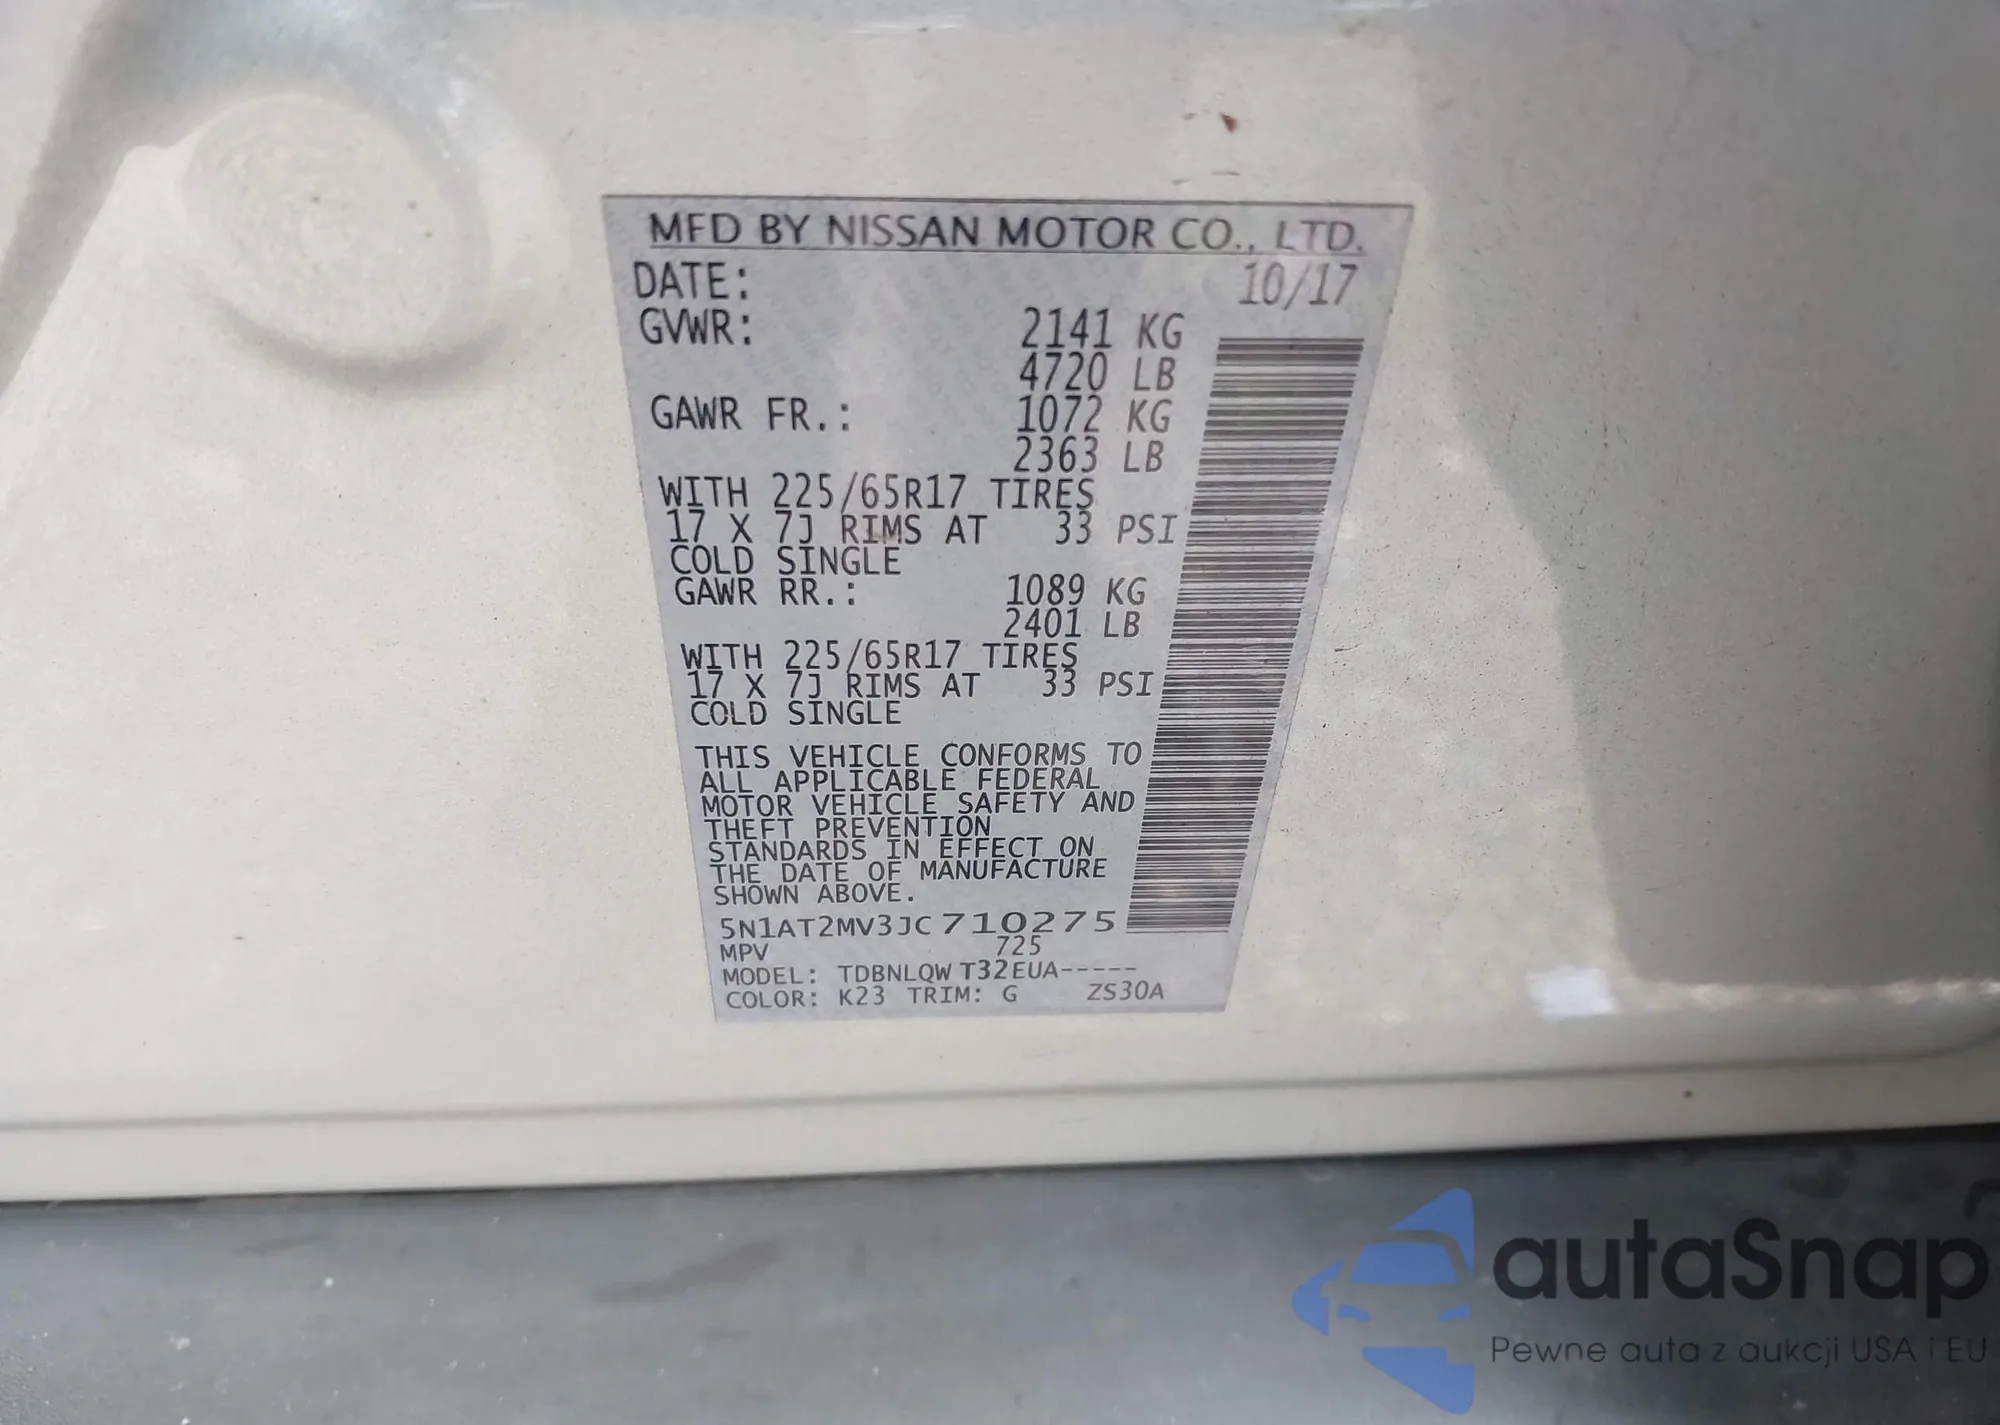 MFD BY NISSAN MOTOR CO., LTD.
DATE: 10/17
GVWR: 2141 KG
4720 LB
GAWR FR.: 1072 KG
2363 LB
WITH 225/65R17 TIRES
17 X 7J RIMS AT 33 PSI
COLD SINGLE
GAWR RR.: 1089 KG
2401 LB
WITH 225/65R17 TIRES
17 X 7J RIMS AT 33 PSI
COLD SINGLE
THIS VEHICLE CONFORMS TO
ALL APPLICABLE FEDERAL
MOTOR VEHICLE SAFETY AND
THEFT PREVENTION
STANDARDS IN EFFECT ON
THE DATE OF MANUFACTURE
SHOWN ABOVE.
5N1AT2MV3JC710275
MPV 725
MODEL: TDBNLQW T32EUA-----
COLOR: K23 TRIM: G ZS30A
autaSnap
Pewne auta z aukcji USA i EU